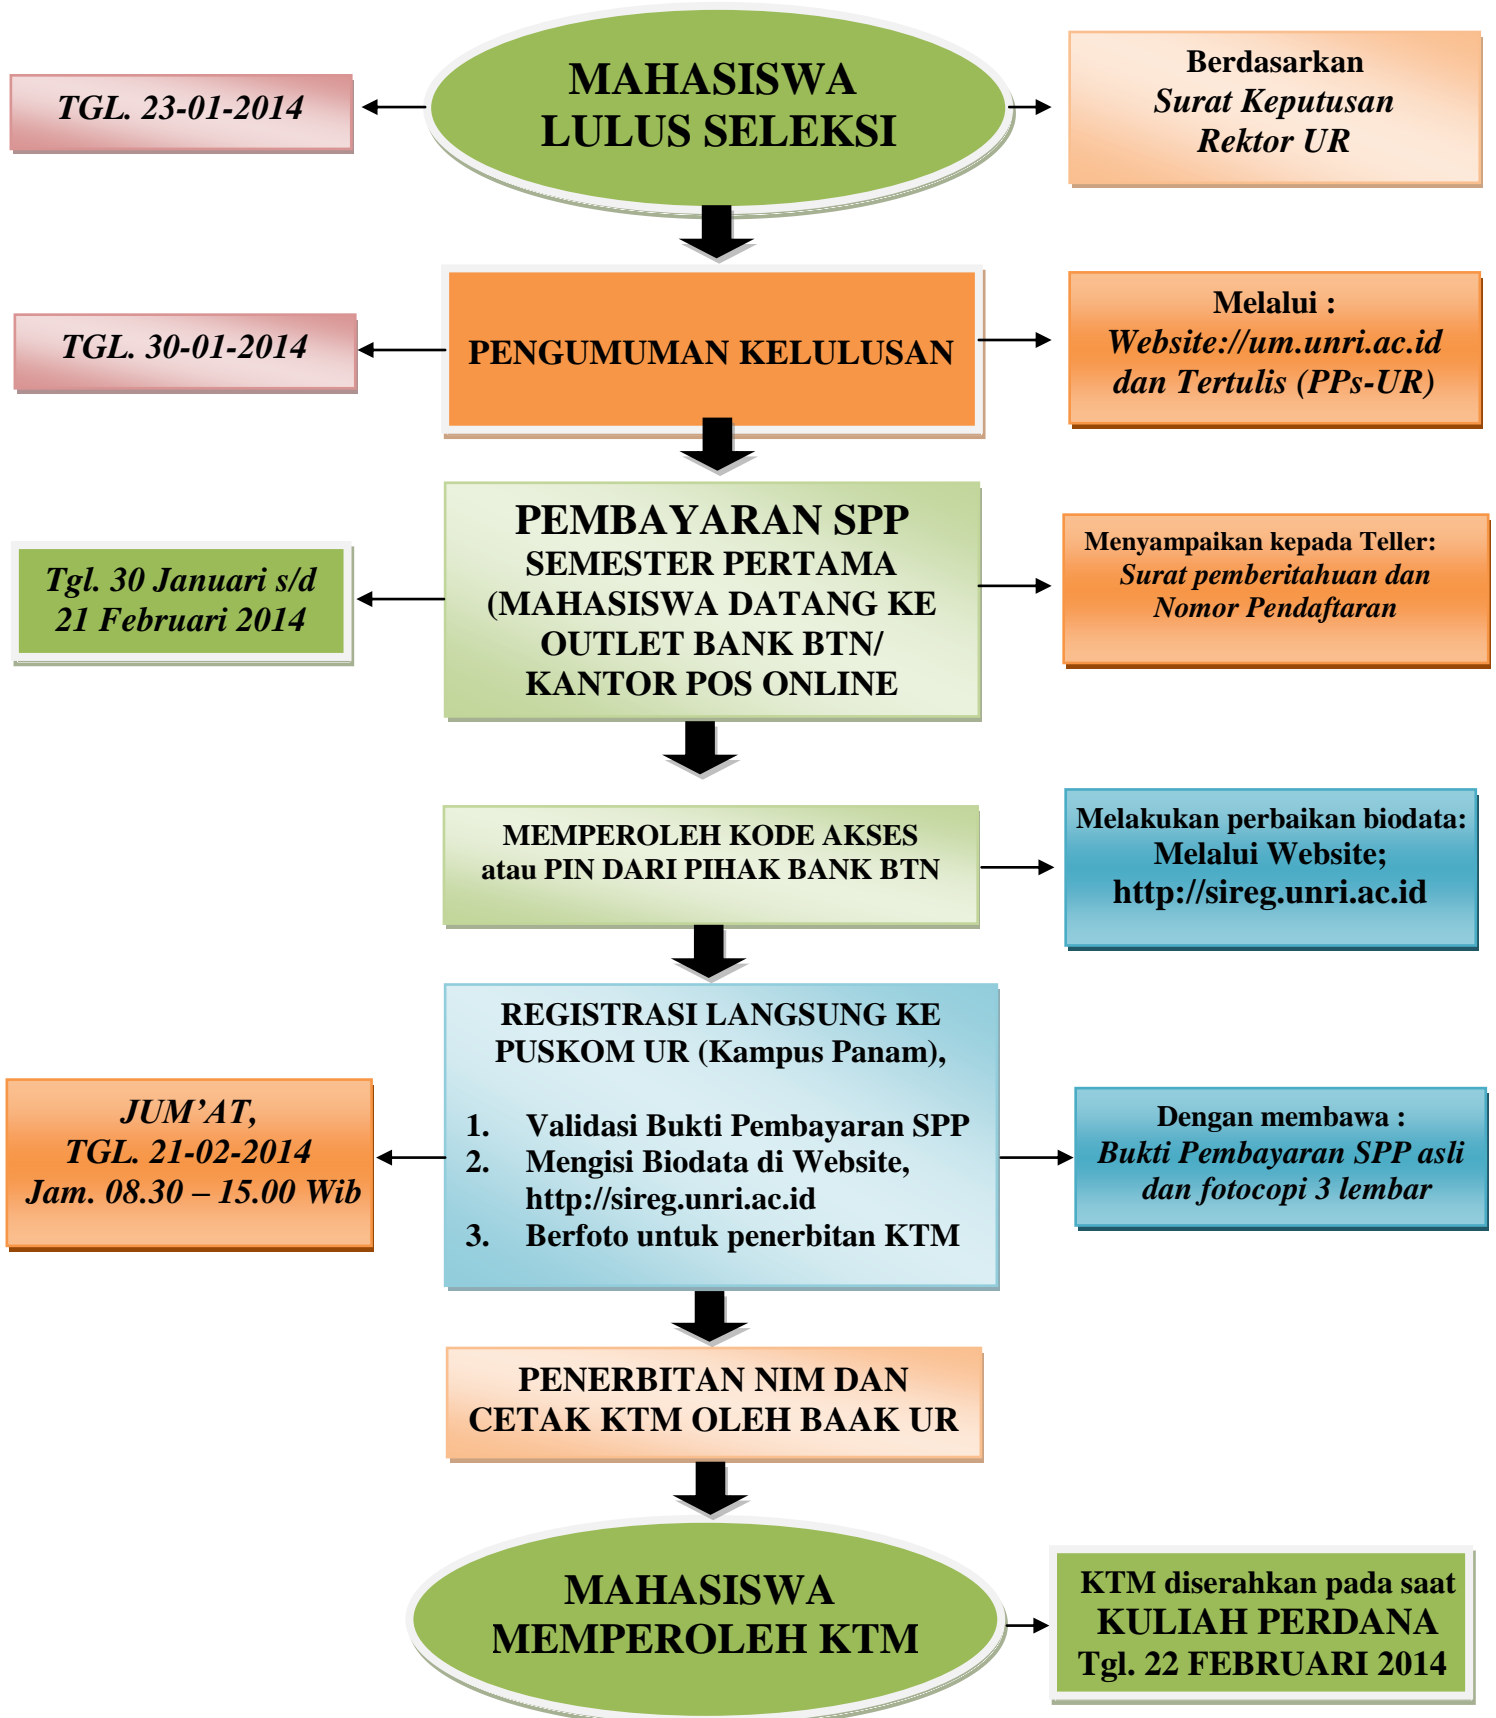 MAHASISWA
LULUS SELEKSI
TGL. 23-01-2014
Berdasarkan
Surat Keputusan
Rektor UR
PENGUMUMAN KELULUSAN
TGL. 30-01-2014
Melalui :
Website://um.unri.ac.id
dan Tertulis (PPs-UR)
PEMBAYARAN SPP
SEMESTER PERTAMA
(MAHASISWA DATANG KE
OUTLET BANK BTN/
KANTOR POS ONLINE
Tgl. 30 Januari s/d
21 Februari 2014
Menyampaikan kepada Teller:
Surat pemberitahuan dan
Nomor Pendaftaran
MEMPEROLEH KODE AKSES
atau PIN DARI PIHAK BANK BTN
Melakukan perbaikan biodata:
Melalui Website;
http://sireg.unri.ac.id
REGISTRASI LANGSUNG KE
PUSKOM UR (Kampus Panam),
1. Validasi Bukti Pembayaran SPP
2. Mengisi Biodata di Website,
http://sireg.unri.ac.id
3. Berfoto untuk penerbitan KTM
JUM’AT,
TGL. 21-02-2014
Jam. 08.30 – 15.00 Wib
Dengan membawa :
Bukti Pembayaran SPP asli
dan fotocopi 3 lembar
PENERBITAN NIM DAN
CETAK KTM OLEH BAAK UR
MAHASISWA
MEMPEROLEH KTM
KTM diserahkan pada saat
KULIAH PERDANA
Tgl. 22 FEBRUARI 2014